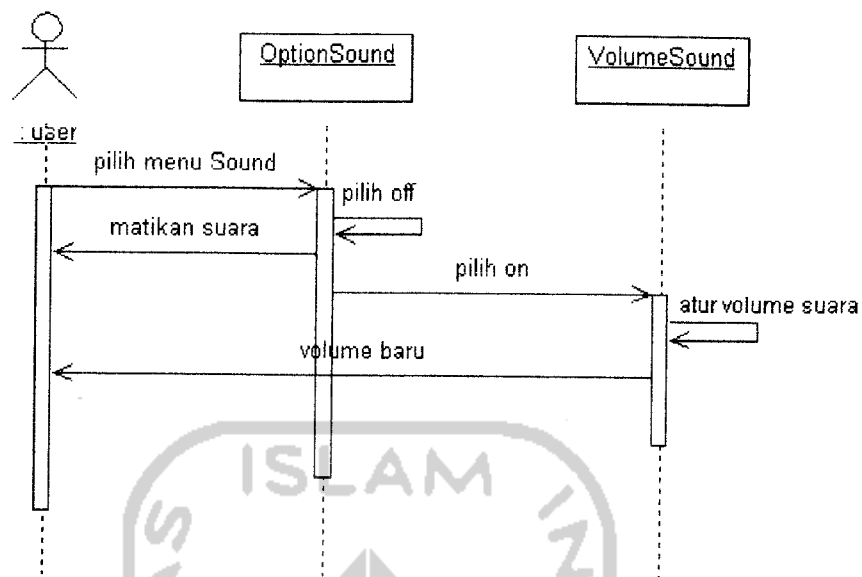 OptionSound
VolumeSound
: user
pilih menu Sound
pilih off
matikan suara
pilih on
atur volume suara
volume baru
ISLAM